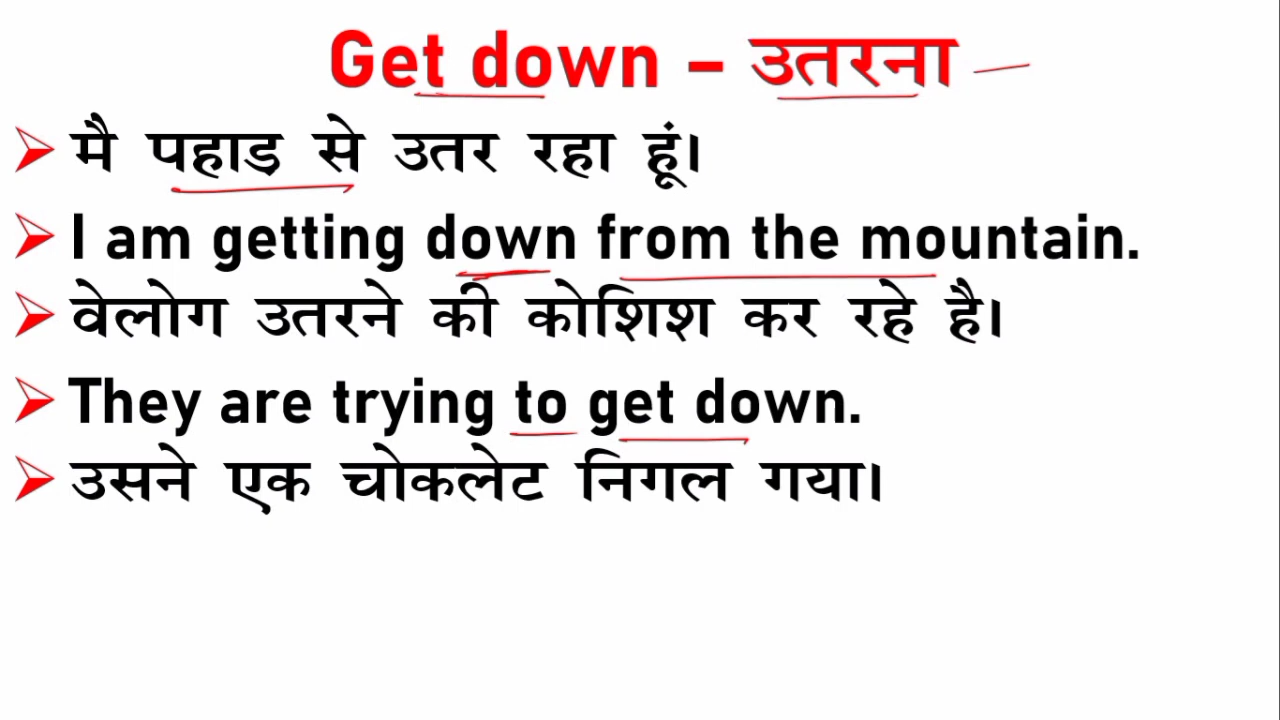 Get down – उतरना
मै पहाड़ से उतर रहा हूं।
I am getting down from the mountain.
वेलोग उतरने की कोशिश कर रहे है।
They are trying to get down.
उसने एक चोकलेट निगल गया।